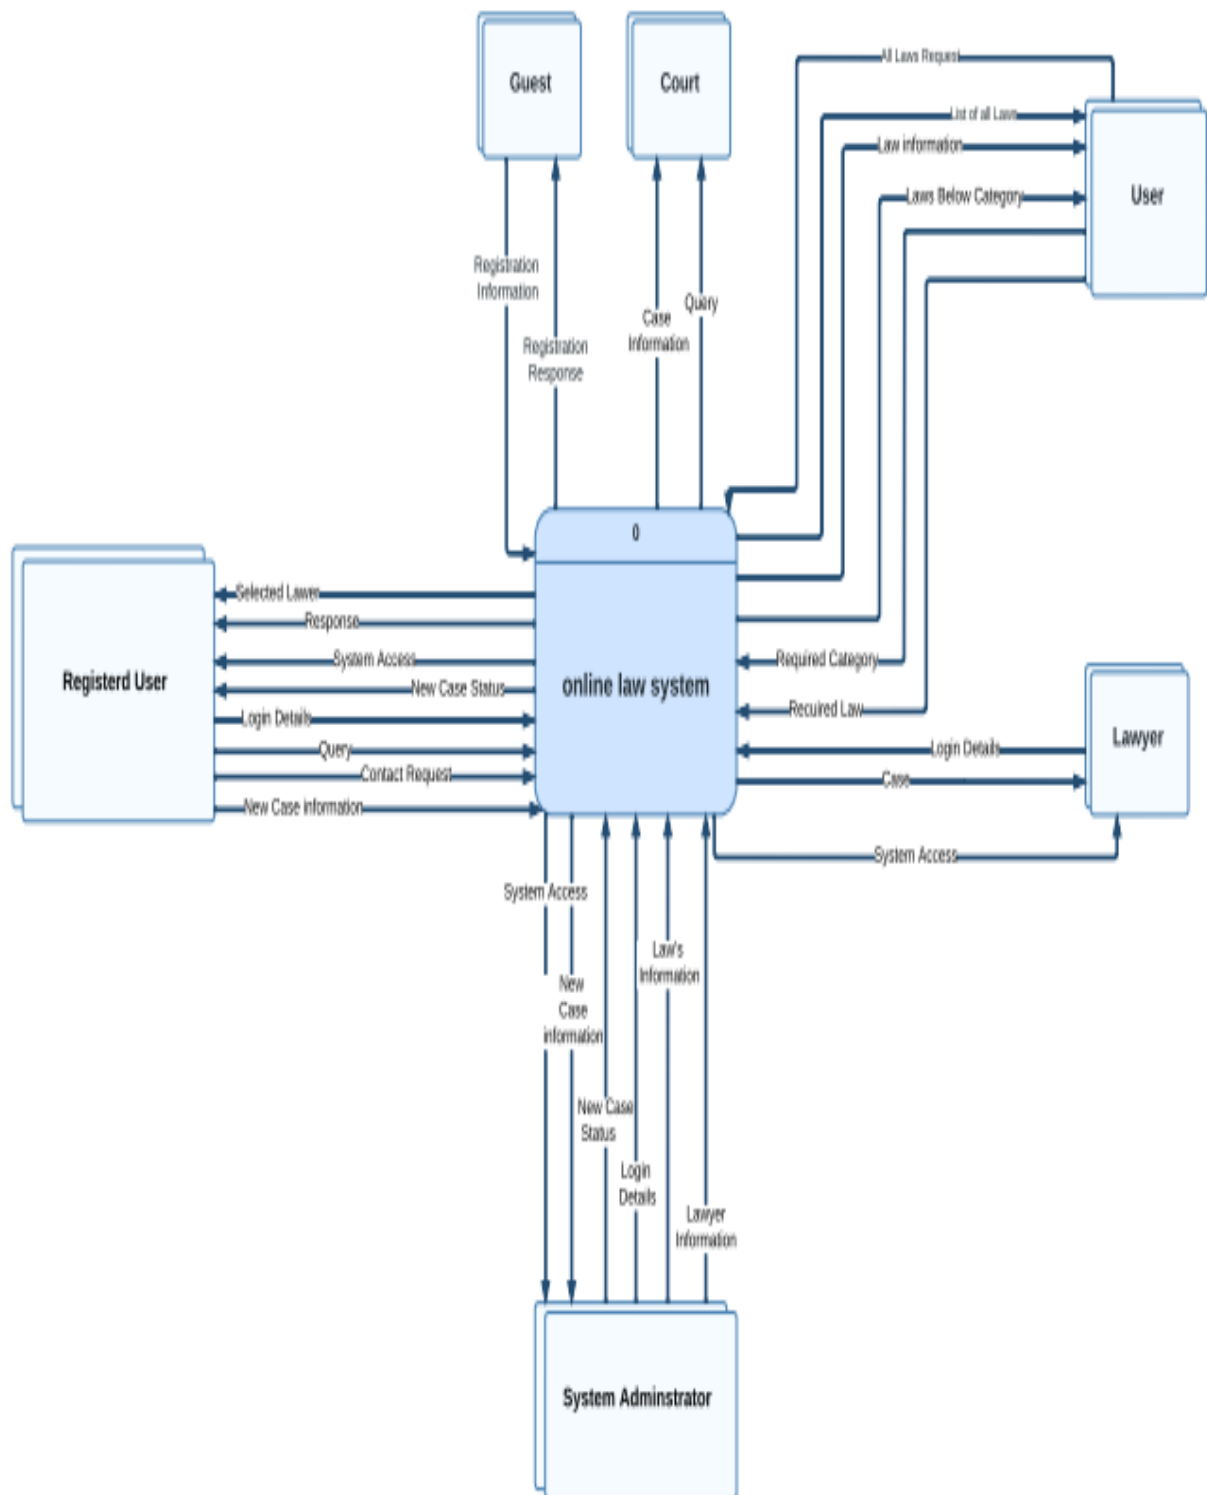 Guest
Court
All Laws Request
List of all Laws
Law information
Laws Below Category
User
Registration
Information
Registration
Response
Case
Information
Query
0
online law system
Registerd User
Selected Lawer
Response
System Access
New Case Status
Login Details
Query
Contact Request
New Case information
Required Category
Recuired Law
Login Details
Case
System Access
Lawyer
System Access
New
Case
information
Law's
Information
New Case
Status
Login
Details
Lawyer
Information
System Adminstrator